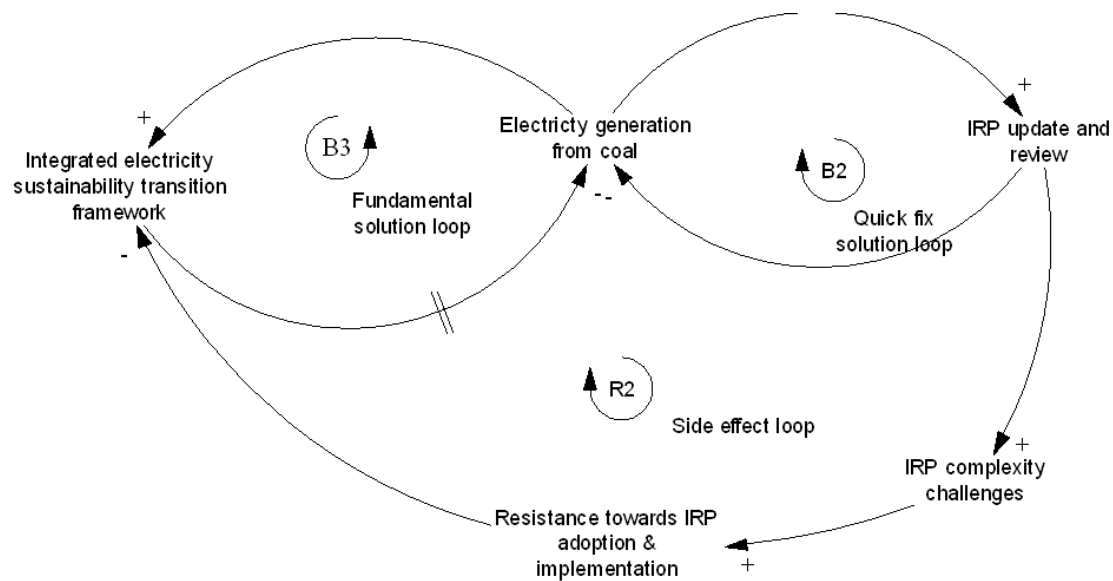 +
+
Electricty generation
from coal
IRP update and
review
B3
B2
Integrated electricity
sustainability transition
framework
- -
Fundamental
solution loop
Quick fix
solution loop
-
R2
Side effect loop
+
IRP complexity
challenges
Resistance towards IRP
adoption &
implementation
+